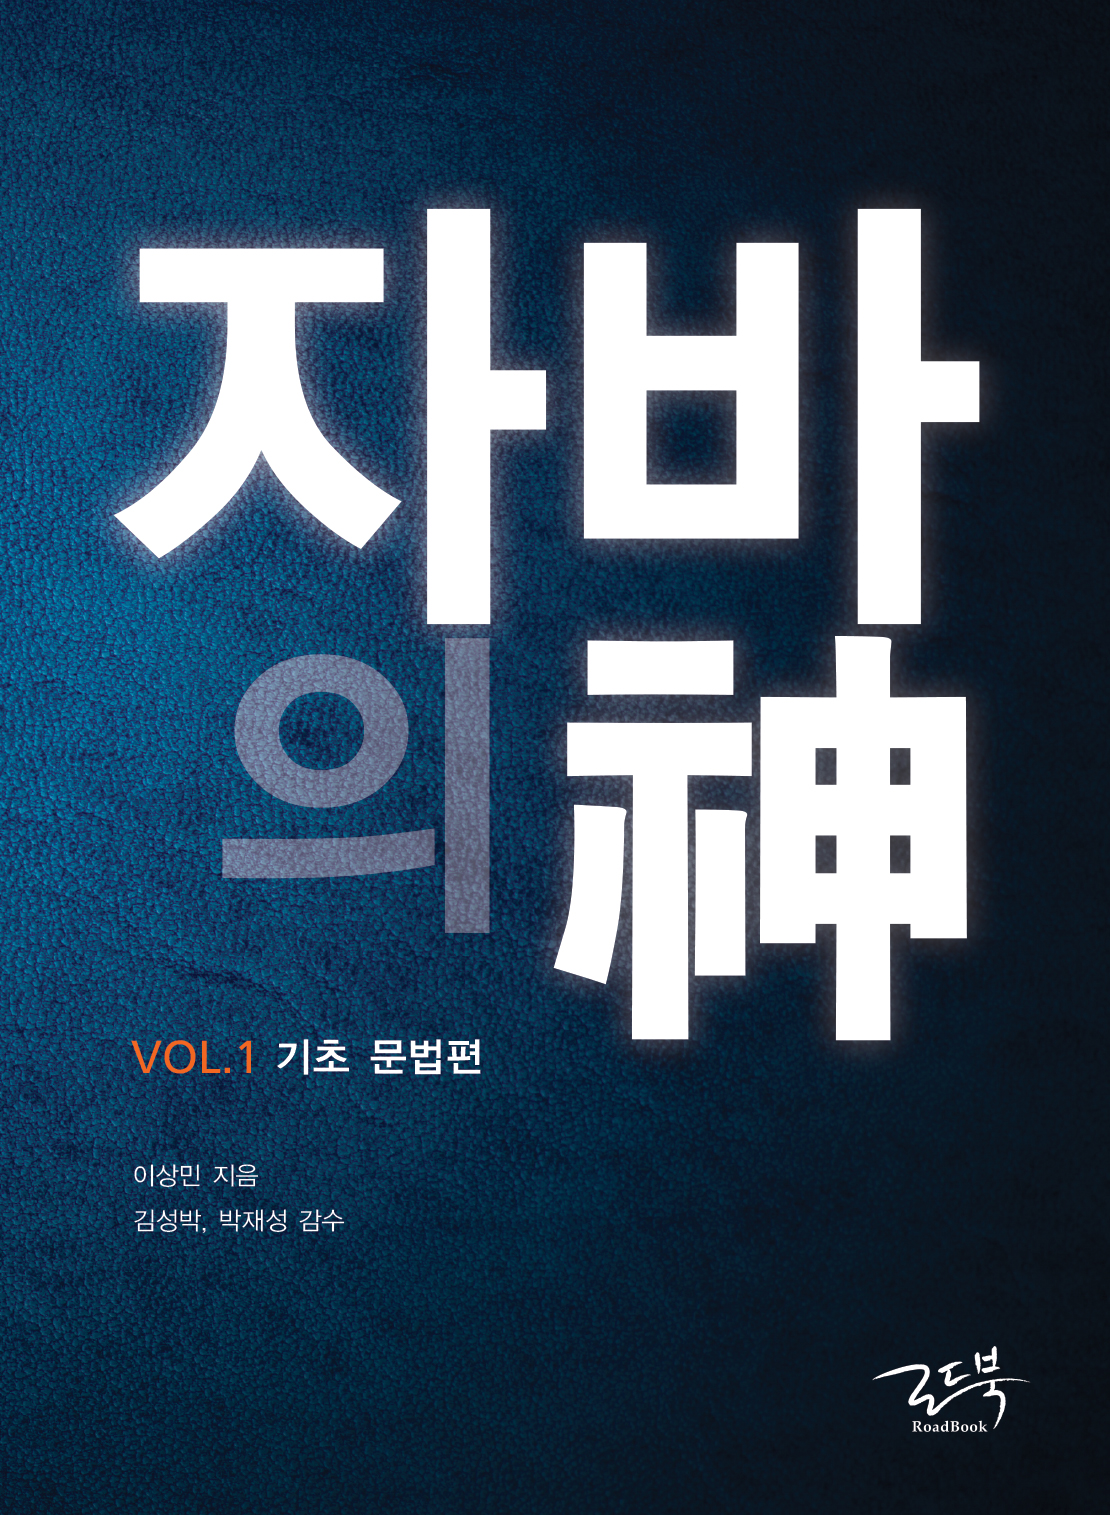 자바
의 神
VOL.1 기초 문법편
이상민 지음
김성박, 박재성 감수
로드북
RoadBook